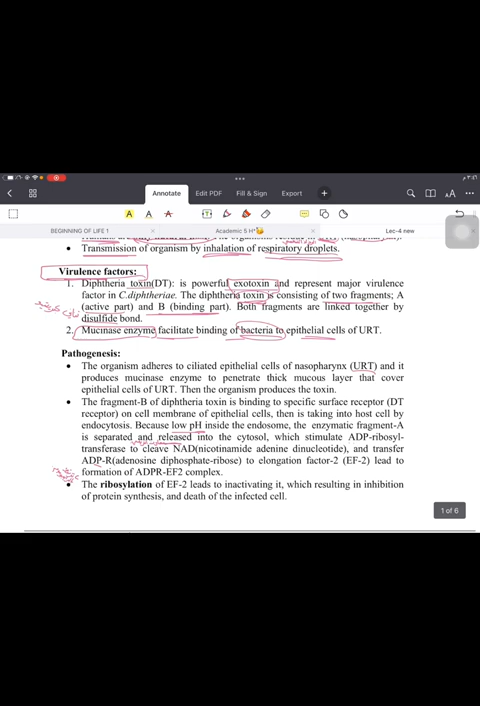 Annotate
Edit PDF
Fill & Sign
Export
BEGINNING OF LIFE 1
Academic 5 H*
Lec-4 new
• Transmission of organism by inhalation of respiratory droplets.
Virulence factors:
1. Diphtheria toxin(DT): is powerful exotoxin and represent major virulence
factor in C.diphtheriae. The diphtheria toxin is consisting of two fragments; A
(active part) and B (binding part). Both fragments are linked together by
disulfide bond.
2. Mucinase enzyme facilitate binding of bacteria to epithelial cells of URT.
Pathogenesis:
• The organism adheres to ciliated epithelial cells of nasopharynx (URT) and it
produces mucinase enzyme to penetrate thick mucous layer that cover
epithelial cells of URT. Then the organism produces the toxin.
• The fragment-B of diphtheria toxin is binding to specific surface receptor (DT
receptor) on cell membrane of epithelial cells, then is taking into host cell by
endocytosis. Because low pH inside the endosome, the enzymatic fragment-A
is separated and released into the cytosol, which stimulate ADP-ribosyl-
transferase to cleave NAD(nicotinamide adenine dinucleotide), and transfer
ADP-R(adenosine diphosphate-ribose) to elongation factor-2 (EF-2) lead to
formation of ADPR-EF2 complex.
• The ribosylation of EF-2 leads to inactivating it, which resulting in inhibition
of protein synthesis, and death of the infected cell.
1 of 6